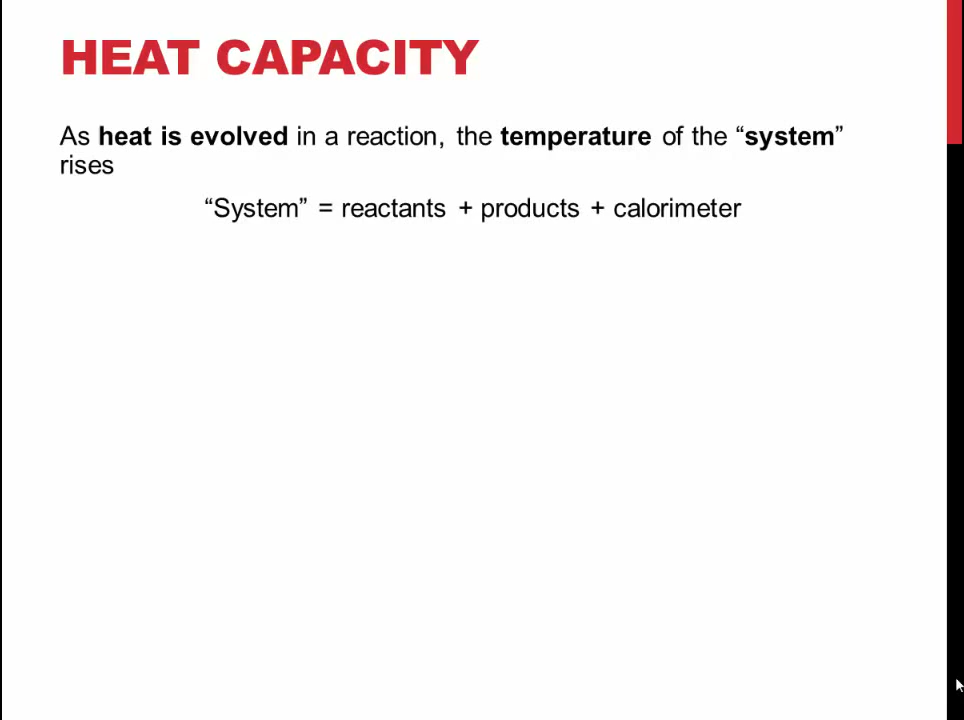 HEAT CAPACITY
As heat is evolved in a reaction, the temperature of the “system”
rises
“System” = reactants + products + calorimeter